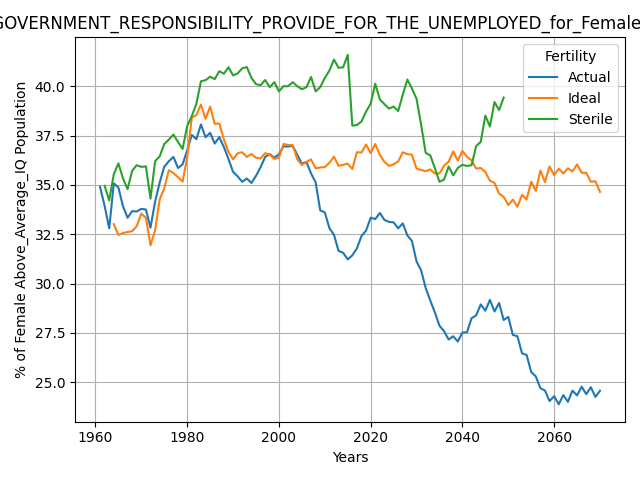 GOVERNMENT_RESPONSIBILITY_PROVIDE_FOR_THE_UNEMPLOYED_for_Female
Fertility
Actual
Ideal
Sterile
% of Female Above_Average_IQ Population
40.0
37.5
35.0
32.5
30.0
27.5
25.0
1960 1980 2000 2020 2040 2060
Years